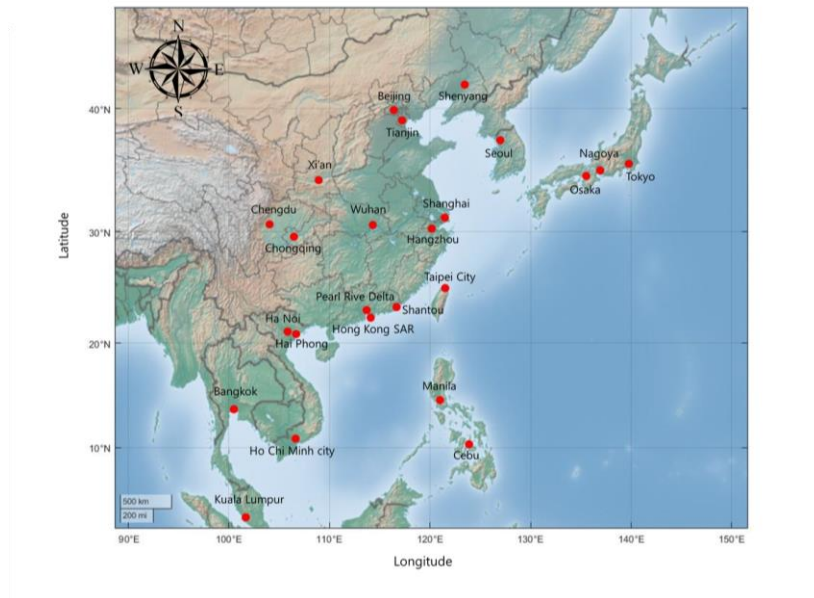 N
W E
S
Beijing
Shenyang
40°N
Tianjin
Seoul
Nagoya
Xi'an
Tokyo
Osaka
Chengdu
Wuhan
Shanghai
30°N
Chongqing
Hangzhou
Latitude
Taipei City
Pearl Rive Delta
Shantou
Ha Noi
Hong Kong SAR
Hai Phong
20°N
Manila
Bangkok
10°N
Ho Chi Minh city
Cebu
Kuala Lumpur
500 km
200 mi
90°E 100°E 110°E 120°E 130°E 140°E 150°E
Longitude